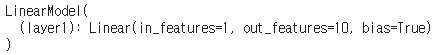 LinearModel(
  (layer1): Linear(in_features=1, out_features=10, bias=True)
)